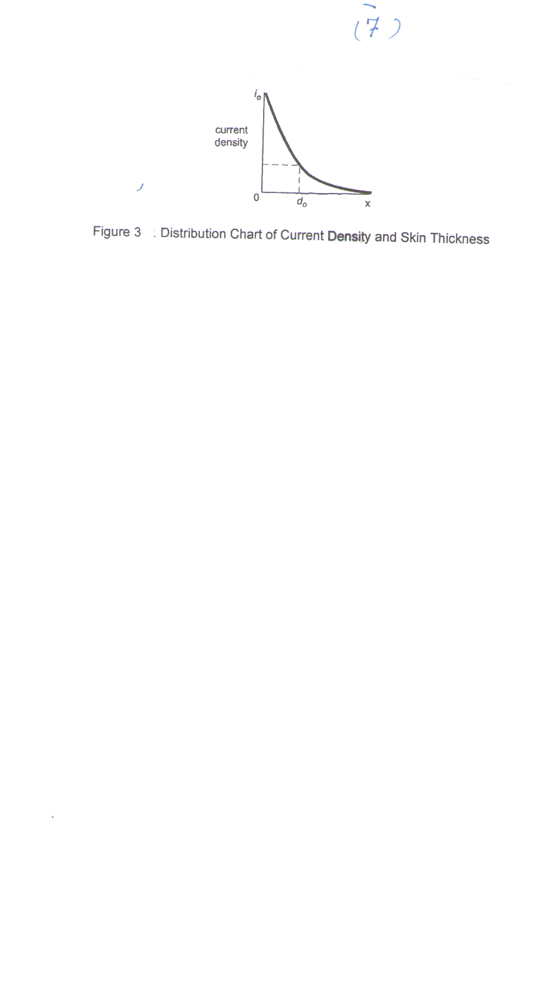 (7)
i₀
current
density
0
d₀
x
Figure 3 : Distribution Chart of Current Density and Skin Thickness